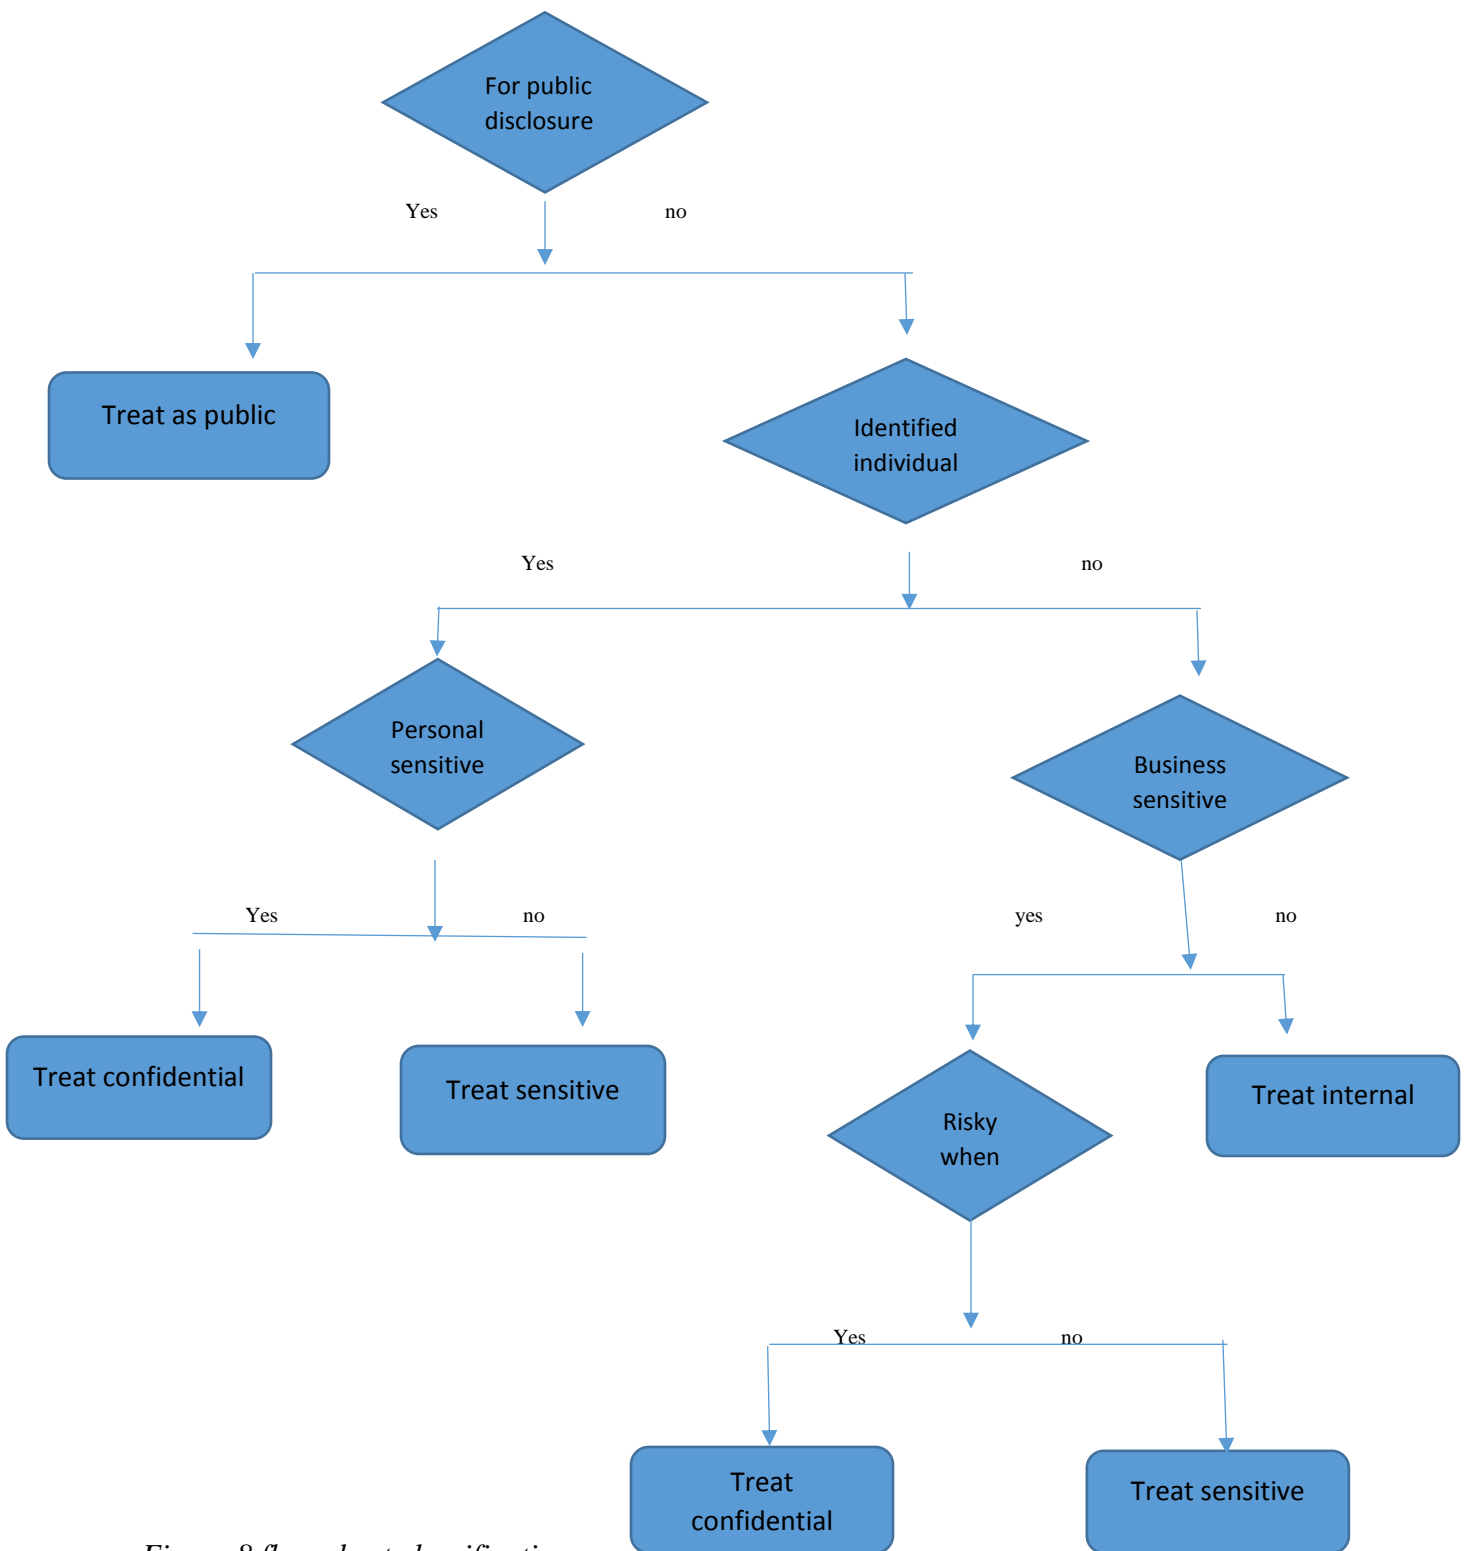 For public
disclosure
Yes no
Treat as public
Identified
individual
Yes no
Personal
sensitive
Business
sensitive
Yes no
yes no
Treat confidential
Treat sensitive
Treat internal
Risky
when
Yes no
Treat
confidential
Treat sensitive
8